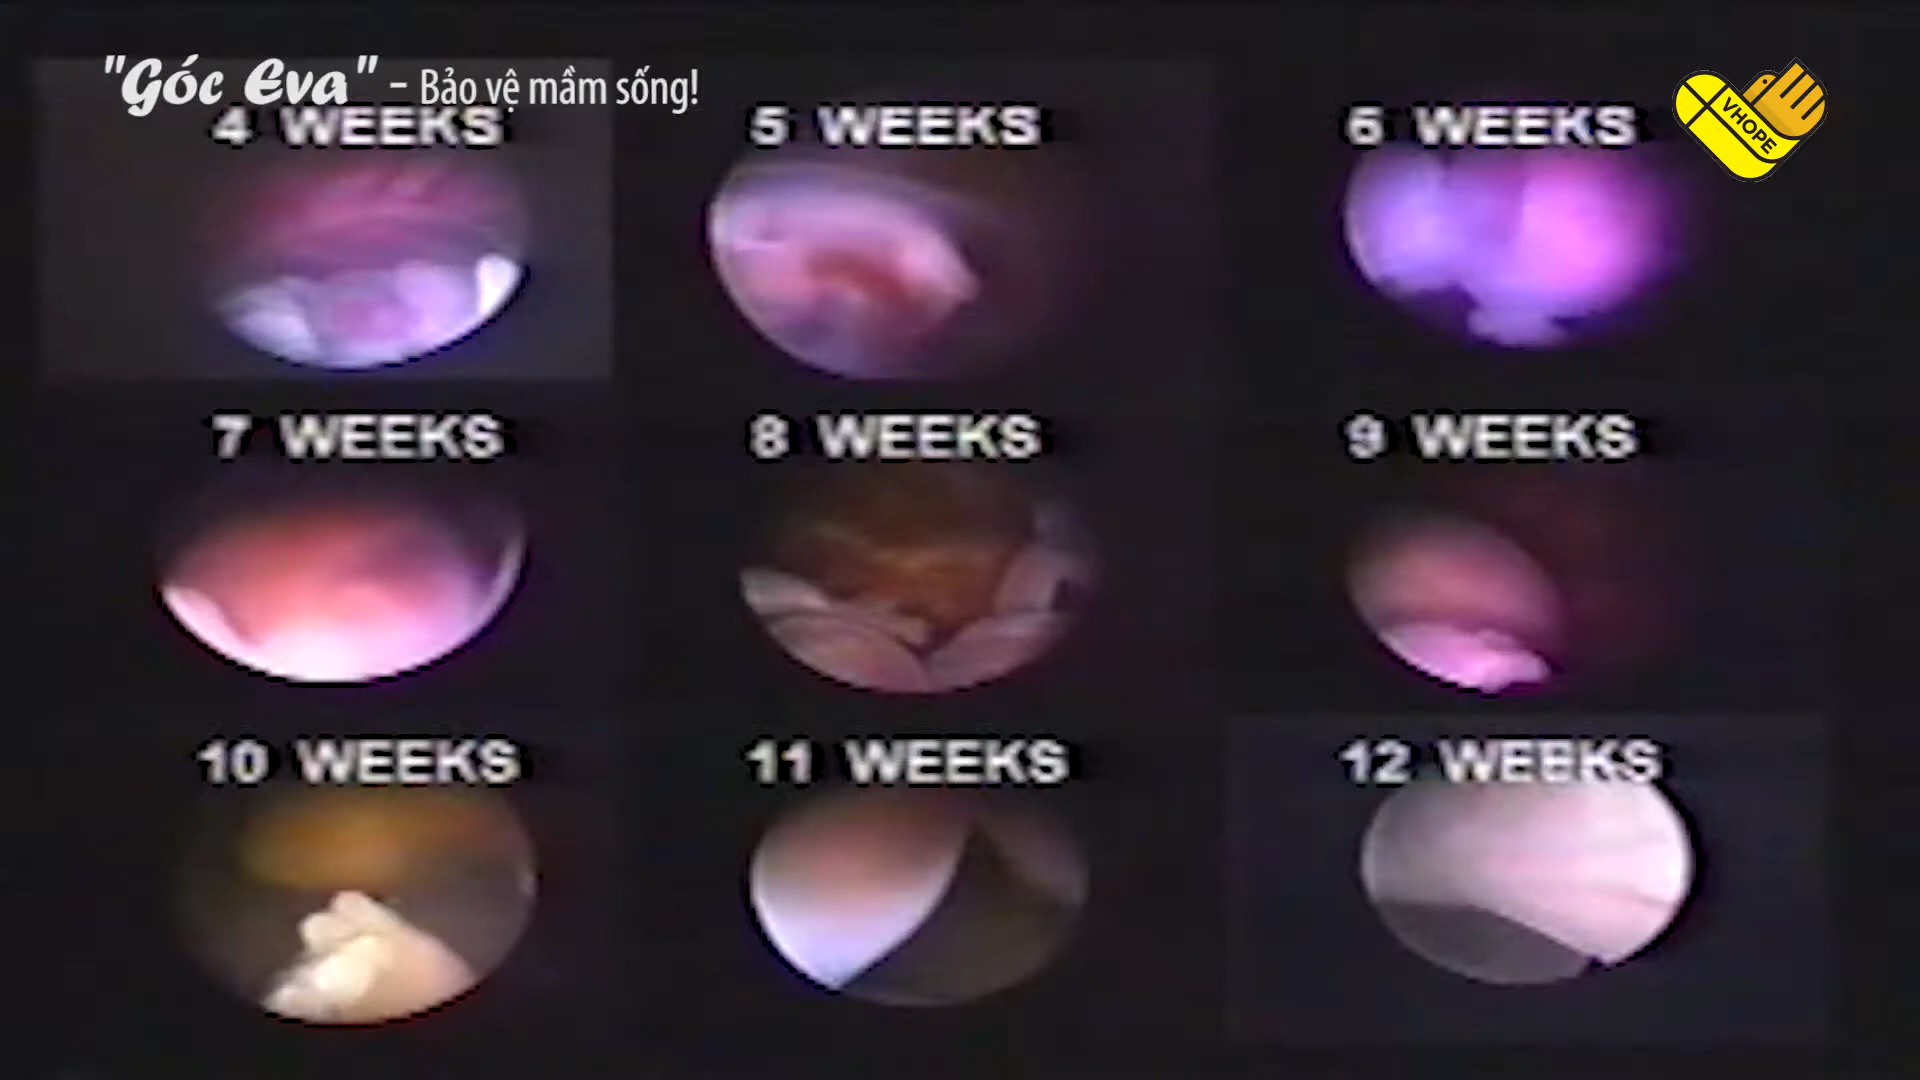 "Góc Eva" - Bảo vệ mầm sống!
VHOPE
4 WEEKS
5 WEEKS
6 WEEKS
7 WEEKS
8 WEEKS
9 WEEKS
10 WEEKS
11 WEEKS
12 WEEKS